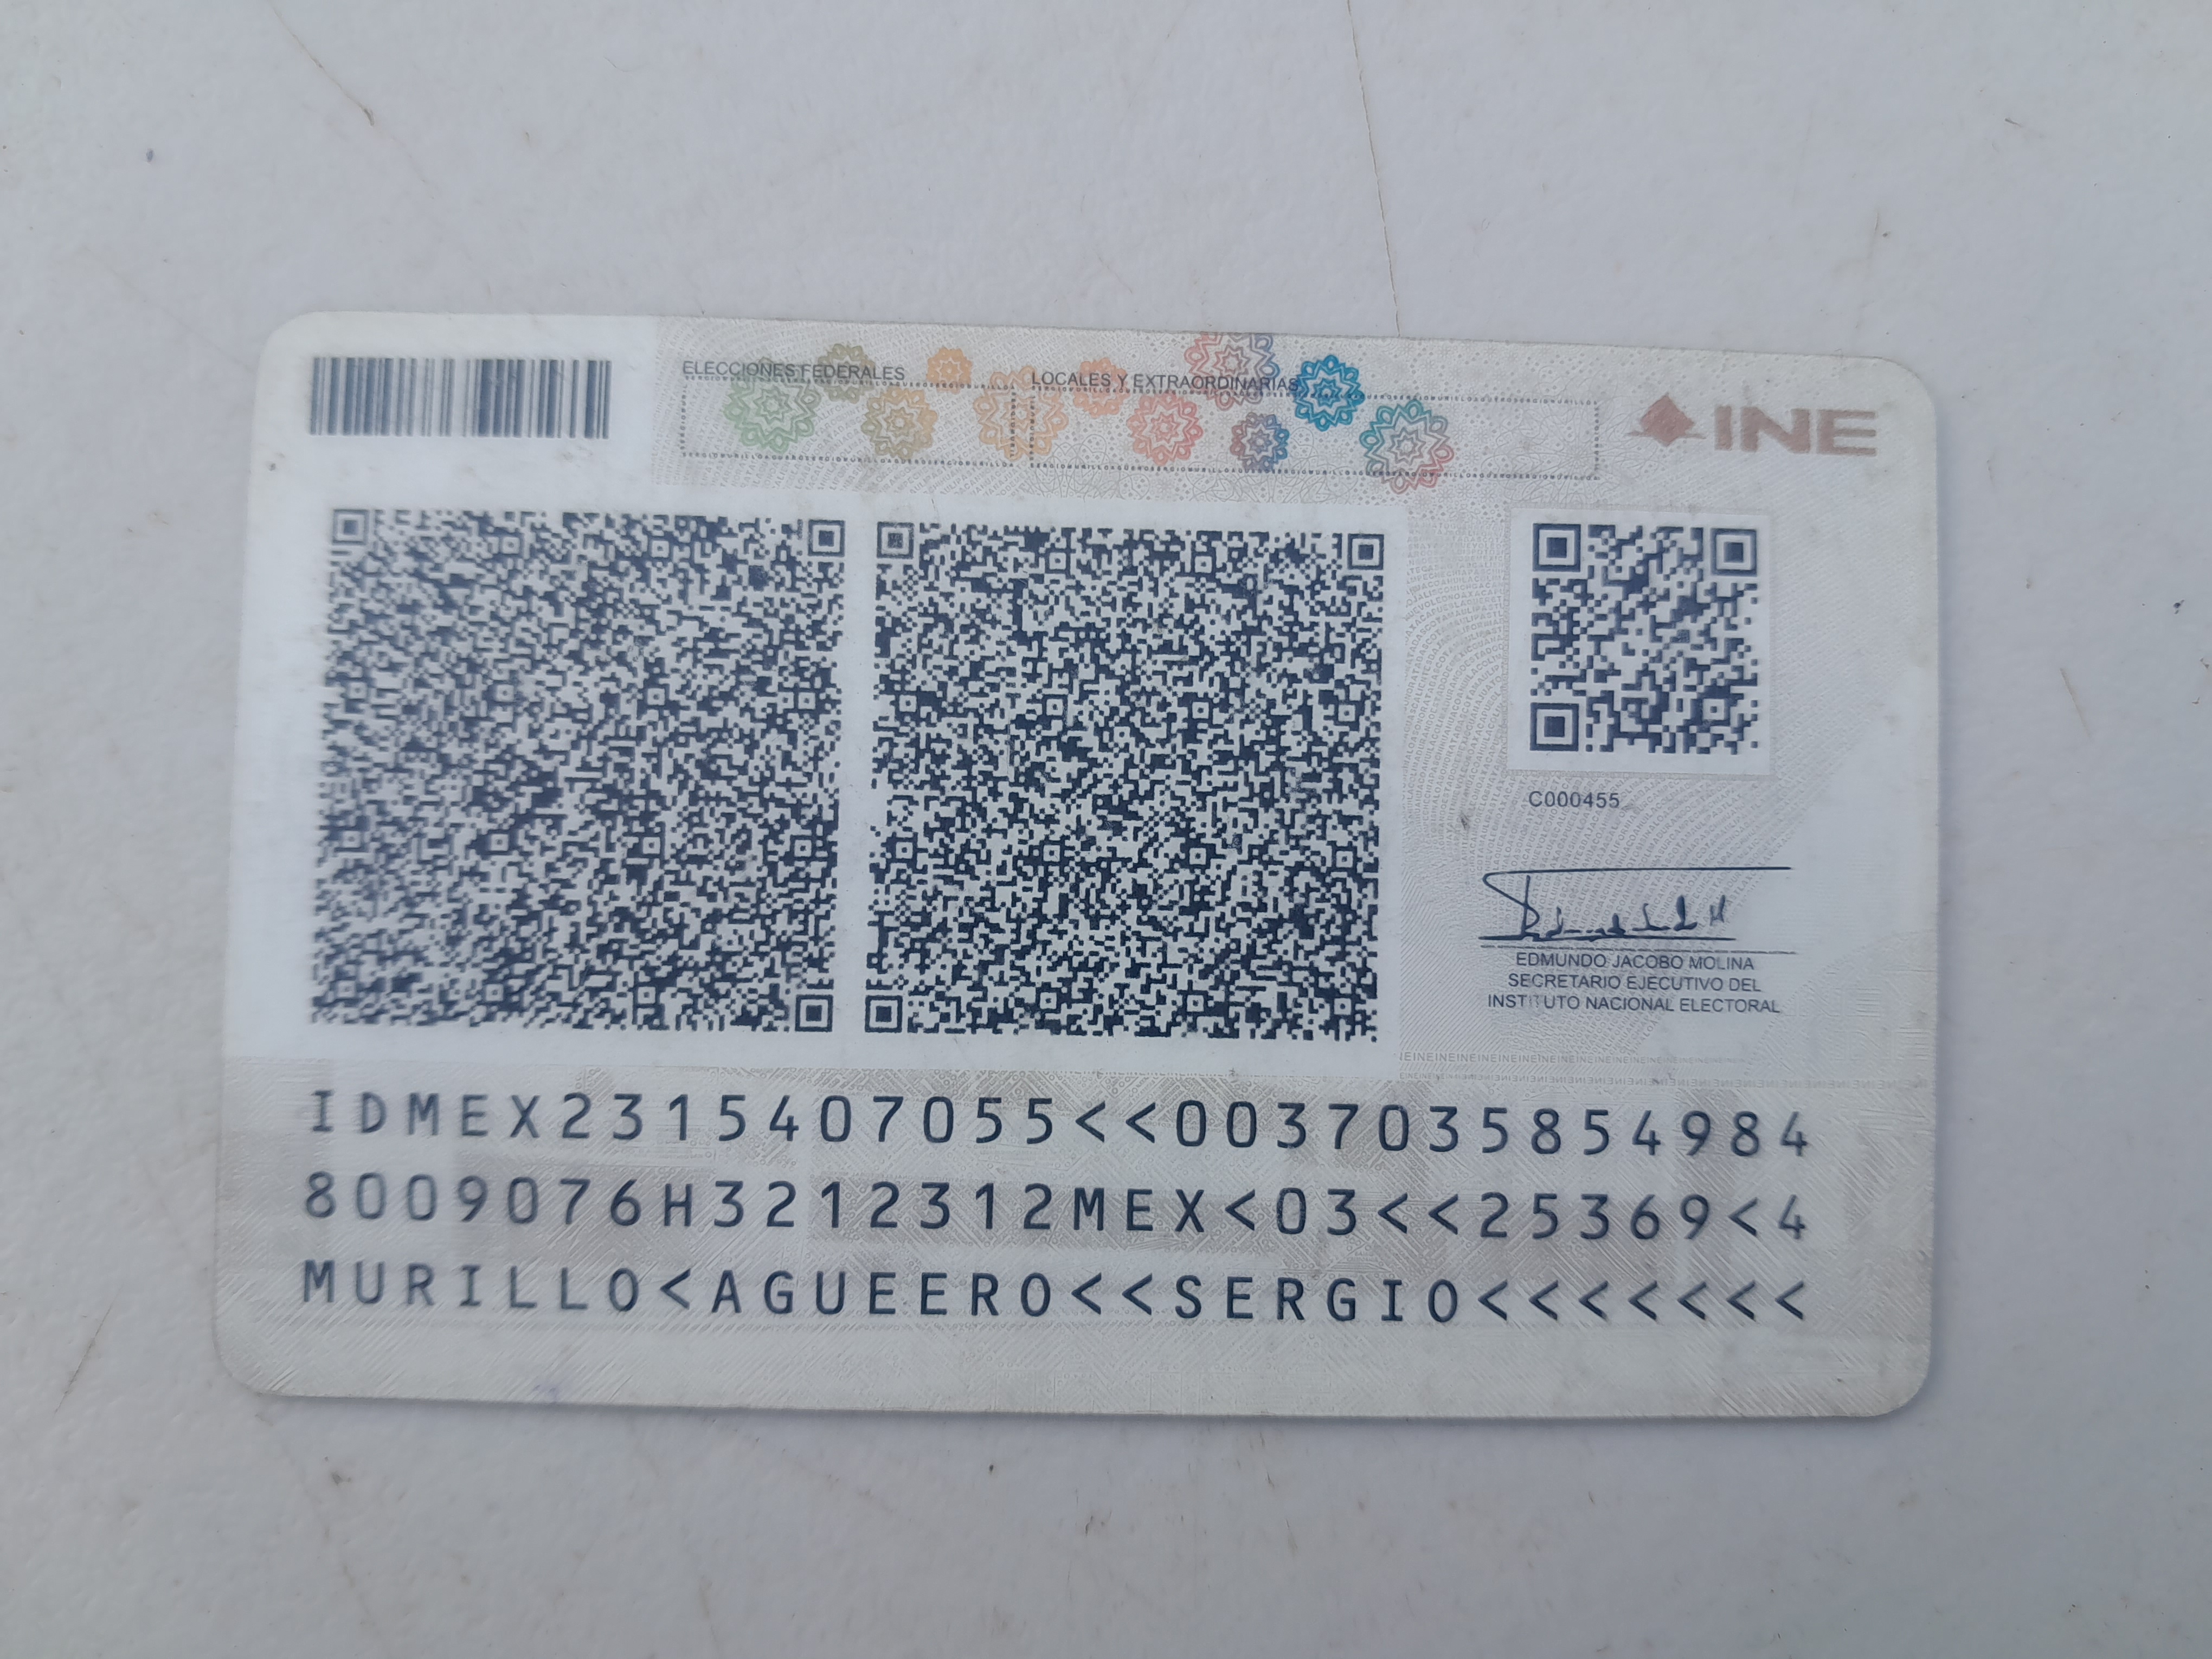 ELECCIONES FEDERALES
LOCALES Y EXTRAORDINARIAS
INE
C000455
EDMUNDO JACOBO MOLINA
SECRETARIO EJECUTIVO DEL
INSTITUTO NACIONAL ELECTORAL
IDMEX2315407055<<0037035854984
8009076H3212312MEX<03<<25369<4
MURILLO<AGUEERO<<SERGIO<<<<<<<